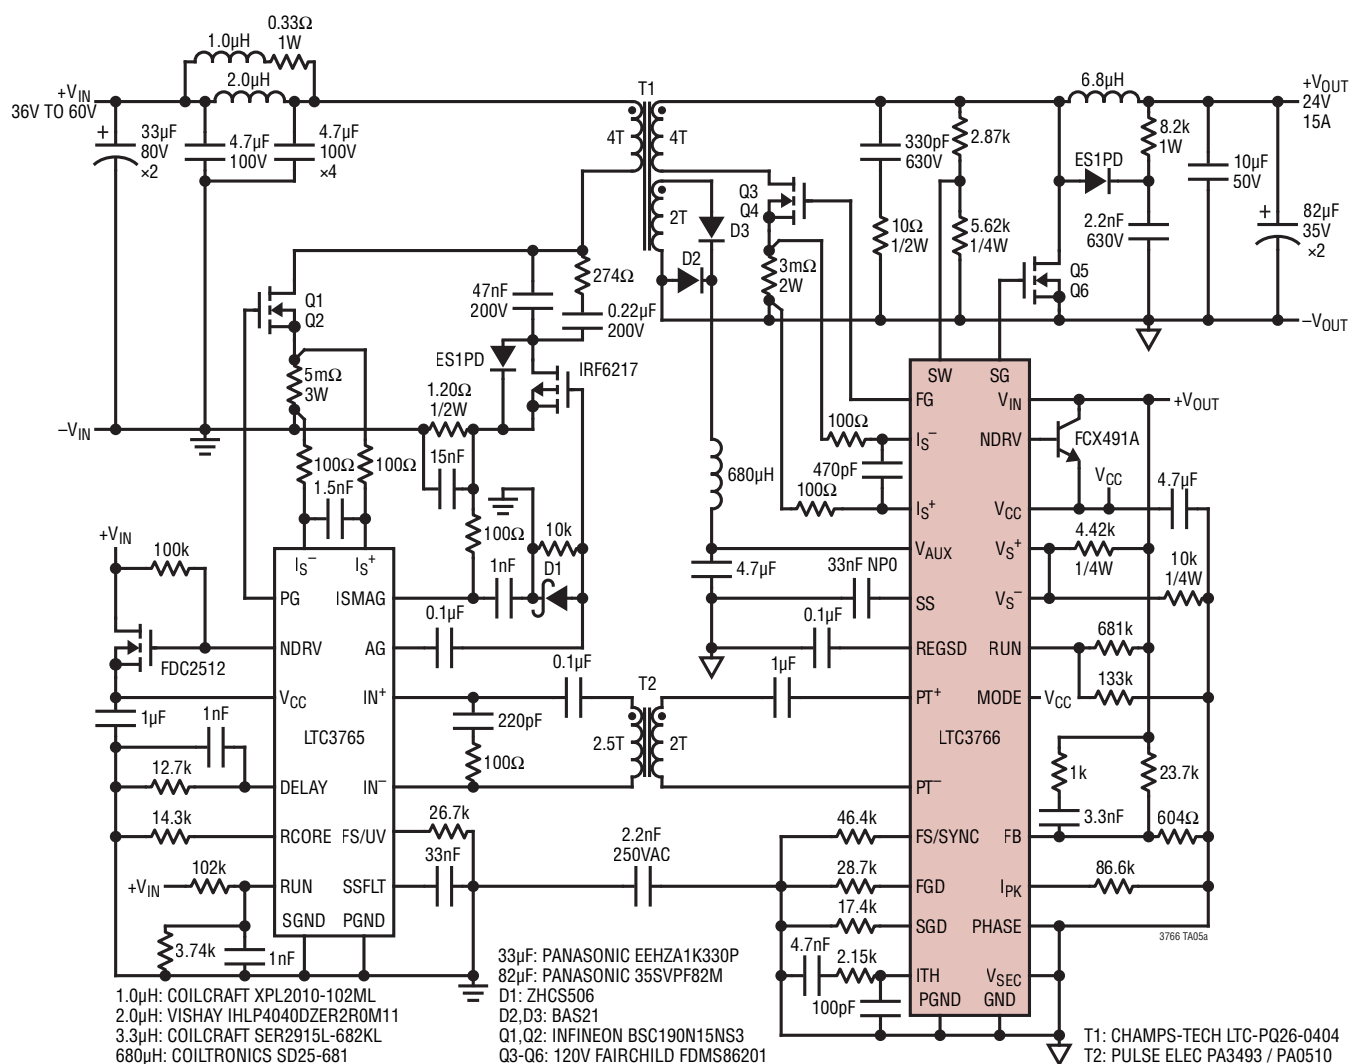 0.33Ω
1W
1.0µH
2.0µH
+VIN
36V TO 60V
33µF
80V
×2
+
4.7µF
100V
4.7µF
100V
×4
T1
4T
4T
2T
D3
D2
Q3
Q4
3mΩ
2W
330pF
630V
10Ω
1/2W
2.87k
5.62k
1/4W
6.8µH
ES1PD
8.2k
1W
2.2nF
630V
10µF
50V
+
82µF
35V
×2
+VOUT
24V
15A
–VOUT
Q5
Q6
Q1
Q2
5mΩ
3W
47nF
200V
274Ω
0.22µF
200V
ES1PD
IRF6217
1.20Ω
1/2W
–VIN
15nF
100Ω
100Ω
1.5nF
100Ω
10k
D1
1nF
680µH
4.7µF
100Ω
470pF
100Ω
33nF NP0
0.1µF
1µF
+VIN
100k
FDC2512
1µF
1nF
12.7k
14.3k
102k
+VIN
3.74k
1nF
IS–
IS+
PG
ISMAG
NDRV
AG
VCC
IN+
LTC3765
DELAY
IN–
RCORE
FS/UV
RUN
SSFLT
SGND
PGND
0.1µF
0.1µF
220pF
100Ω
T2
2.5T
2T
26.7k
33nF
2.2nF
250VAC
SW
SG
FG
VIN
IS–
NDRV
IS+
VCC
VAUX
VS+
SS
VS–
REGSD
RUN
PT+
MODE
LTC3766
PT–
FS/SYNC
FB
FGD
IPK
SGD
PHASE
ITH
VSEC
PGND
GND
+VOUT
FCX491A
VCC
4.7µF
4.42k
1/4W
10k
1/4W
681k
133k
VCC
1k
3.3nF
23.7k
604Ω
86.6k
46.4k
28.7k
17.4k
4.7nF
2.15k
100pF
3766 TA05a
1.0µH: COILCRAFT XPL2010-102ML
2.0µH: VISHAY IHLP4040DZER2R0M11
3.3µH: COILCRAFT SER2915L-682KL
680µH: COILTRONICS SD25-681
33µF: PANASONIC EEHZA1K330P
82µF: PANASONIC 35SVPF82M
D1: ZHCS506
D2,D3: BAS21
Q1,Q2: INFINEON BSC190N15NS3
Q3-Q6: 120V FAIRCHILD FDMS86201
T1: CHAMPS-TECH LTC-PQ26-0404
T2: PULSE ELEC PA3493 / PA0510